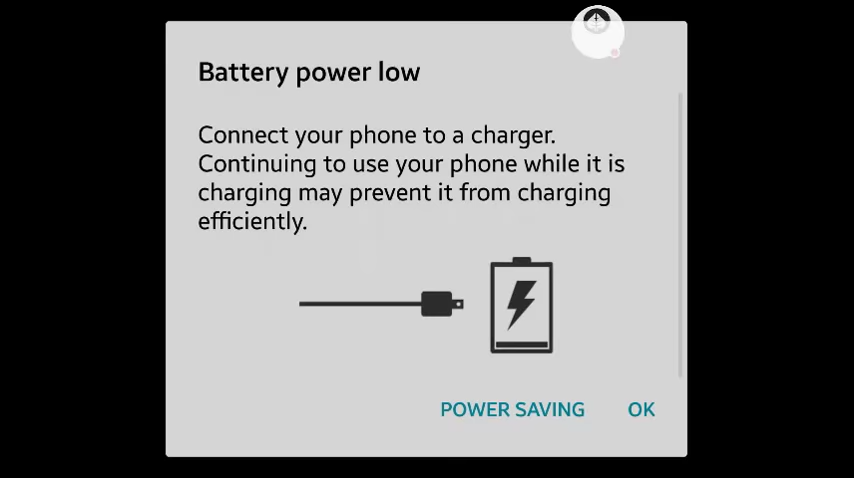 Battery power low
Connect your phone to a charger.
Continuing to use your phone while it is
charging may prevent it from charging
efficiently.
POWER SAVING OK